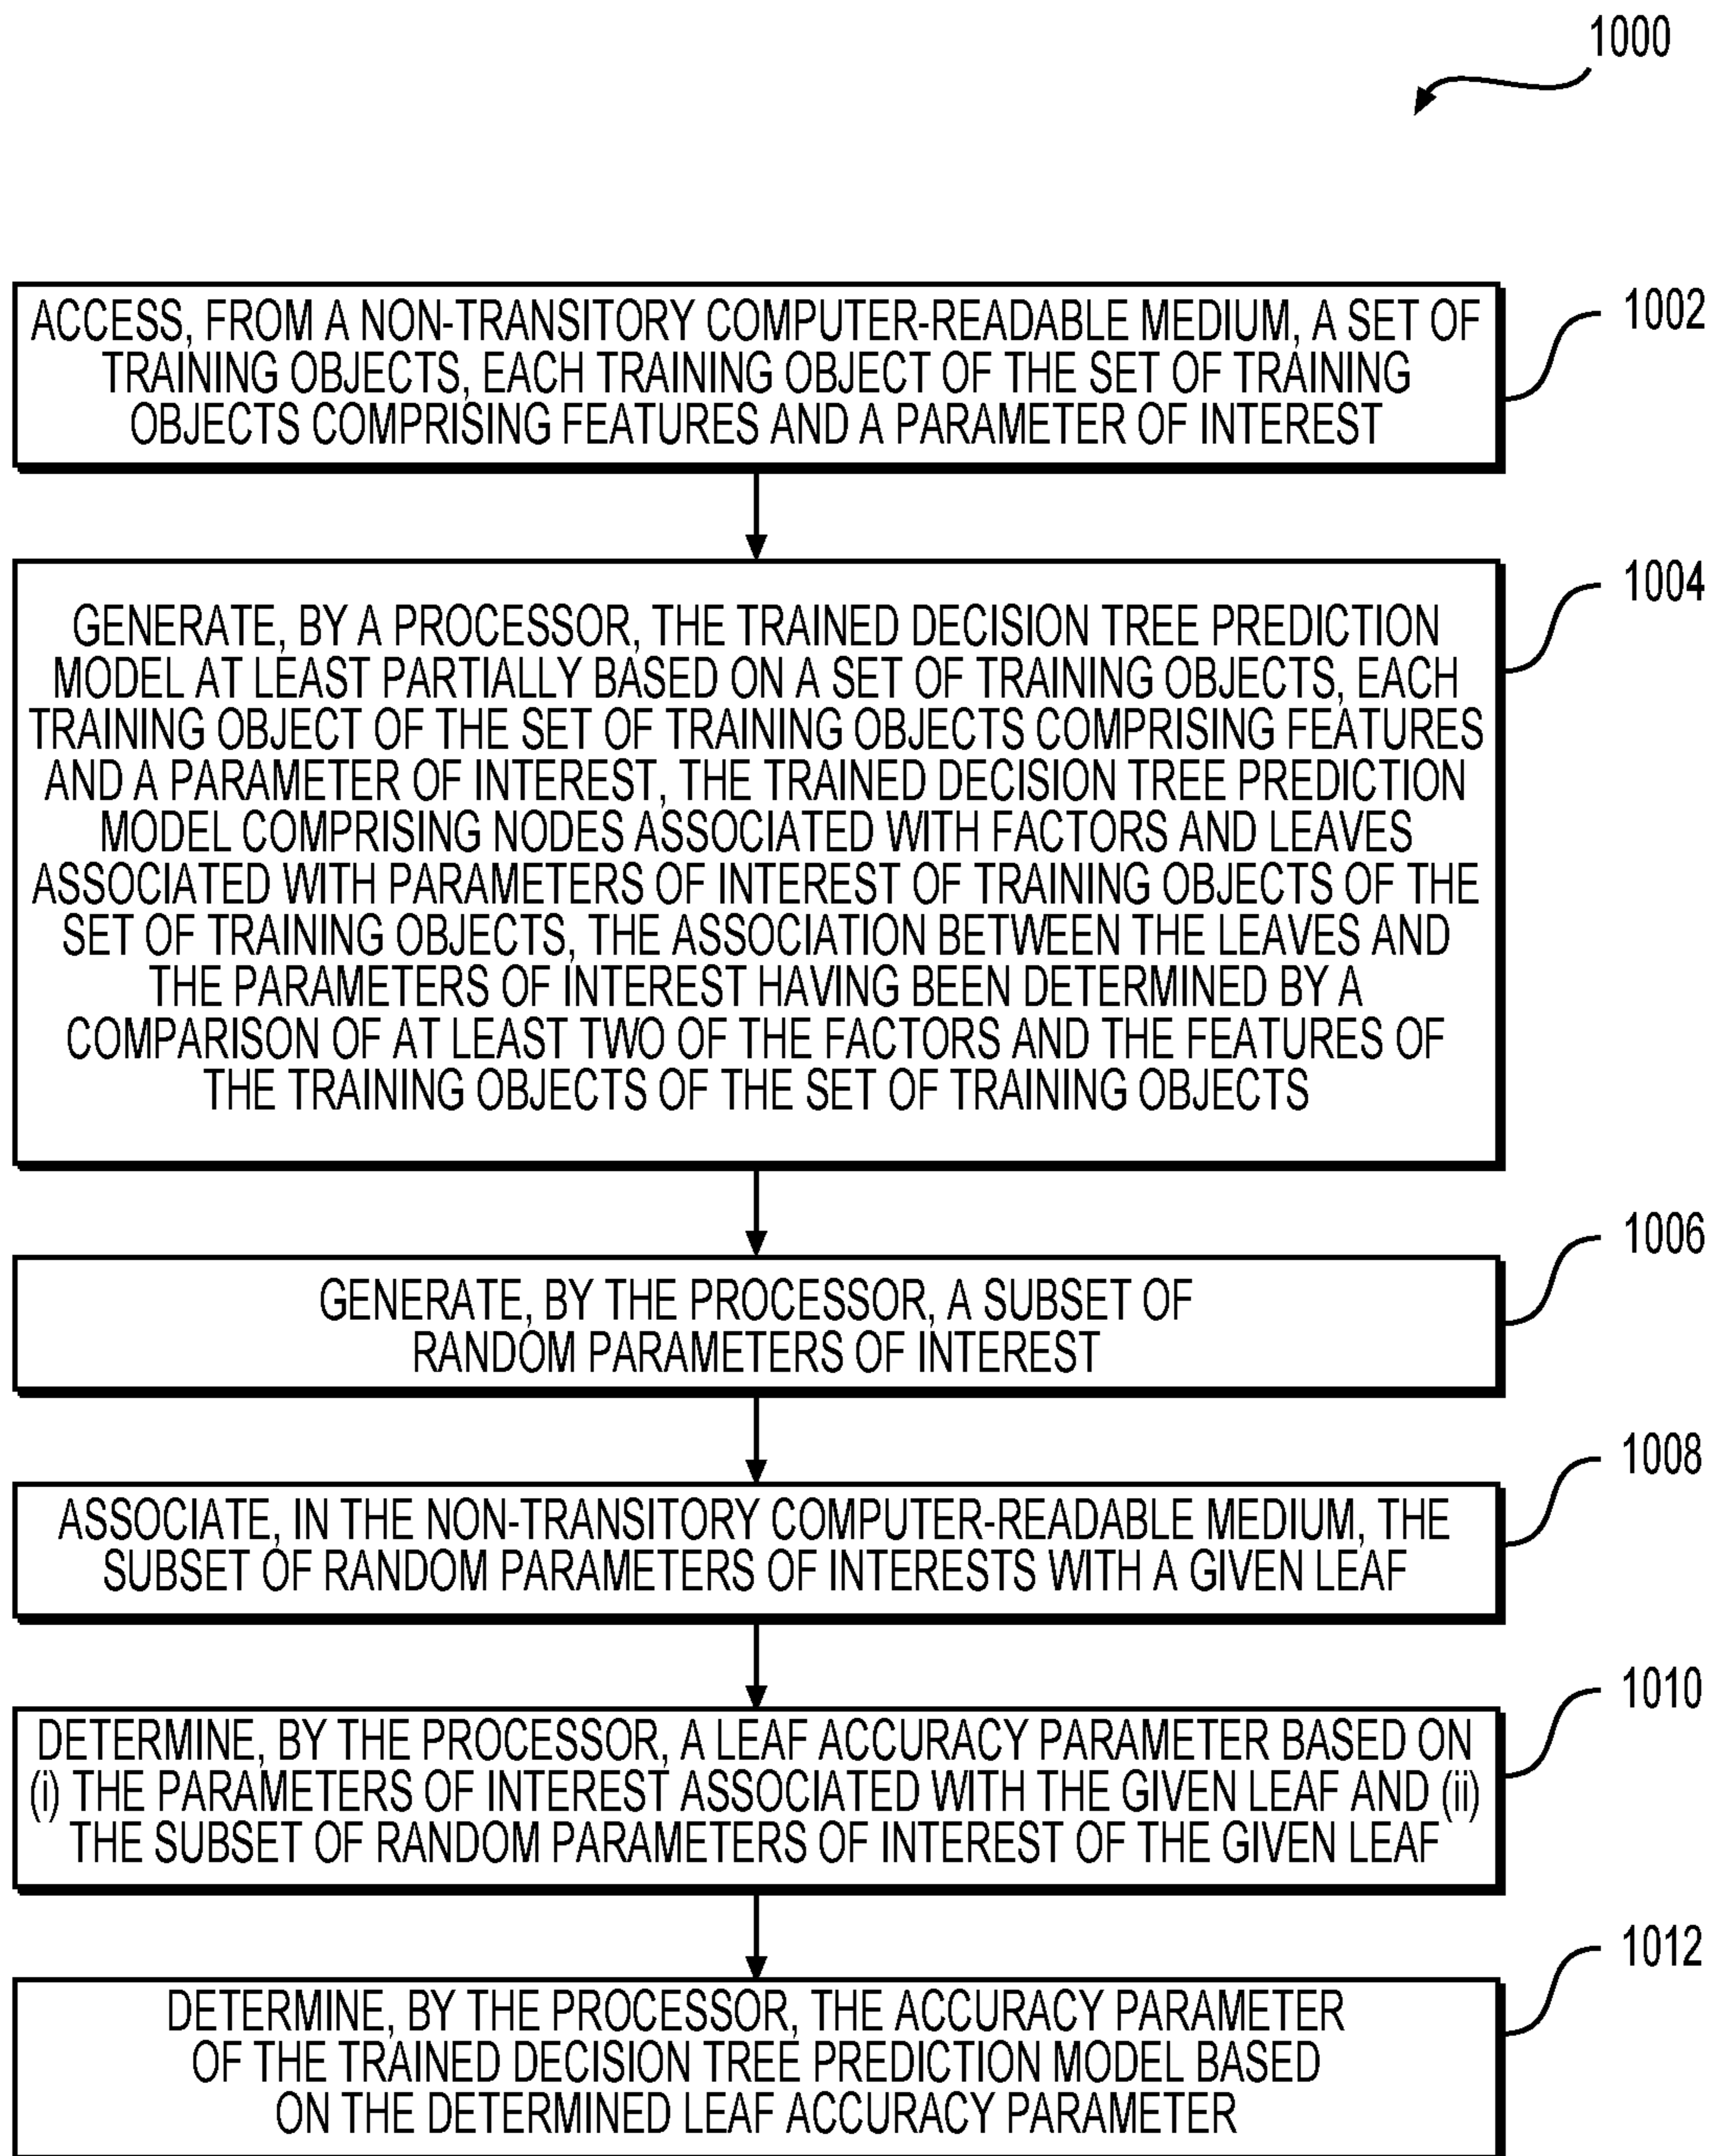 1000
ACCESS, FROM A NON-TRANSITORY COMPUTER-READABLE MEDIUM, A SET OF
TRAINING OBJECTS, EACH TRAINING OBJECT OF THE SET OF TRAINING
OBJECTS COMPRISING FEATURES AND A PARAMETER OF INTEREST
1002
GENERATE, BY A PROCESSOR, THE TRAINED DECISION TREE PREDICTION
MODEL AT LEAST PARTIALLY BASED ON A SET OF TRAINING OBJECTS, EACH
TRAINING OBJECT OF THE SET OF TRAINING OBJECTS COMPRISING FEATURES
AND A PARAMETER OF INTEREST, THE TRAINED DECISION TREE PREDICTION
MODEL COMPRISING NODES ASSOCIATED WITH FACTORS AND LEAVES
ASSOCIATED WITH PARAMETERS OF INTEREST OF TRAINING OBJECTS OF THE
SET OF TRAINING OBJECTS, THE ASSOCIATION BETWEEN THE LEAVES AND
THE PARAMETERS OF INTEREST HAVING BEEN DETERMINED BY A
COMPARISON OF AT LEAST TWO OF THE FACTORS AND THE FEATURES OF
THE TRAINING OBJECTS OF THE SET OF TRAINING OBJECTS
1004
GENERATE, BY THE PROCESSOR, A SUBSET OF
RANDOM PARAMETERS OF INTEREST
1006
ASSOCIATE, IN THE NON-TRANSITORY COMPUTER-READABLE MEDIUM, THE
SUBSET OF RANDOM PARAMETERS OF INTERESTS WITH A GIVEN LEAF
1008
DETERMINE, BY THE PROCESSOR, A LEAF ACCURACY PARAMETER BASED ON
(i) THE PARAMETERS OF INTEREST ASSOCIATED WITH THE GIVEN LEAF AND (ii)
THE SUBSET OF RANDOM PARAMETERS OF INTEREST OF THE GIVEN LEAF
1010
DETERMINE, BY THE PROCESSOR, THE ACCURACY PARAMETER
OF THE TRAINED DECISION TREE PREDICTION MODEL BASED
ON THE DETERMINED LEAF ACCURACY PARAMETER
1012